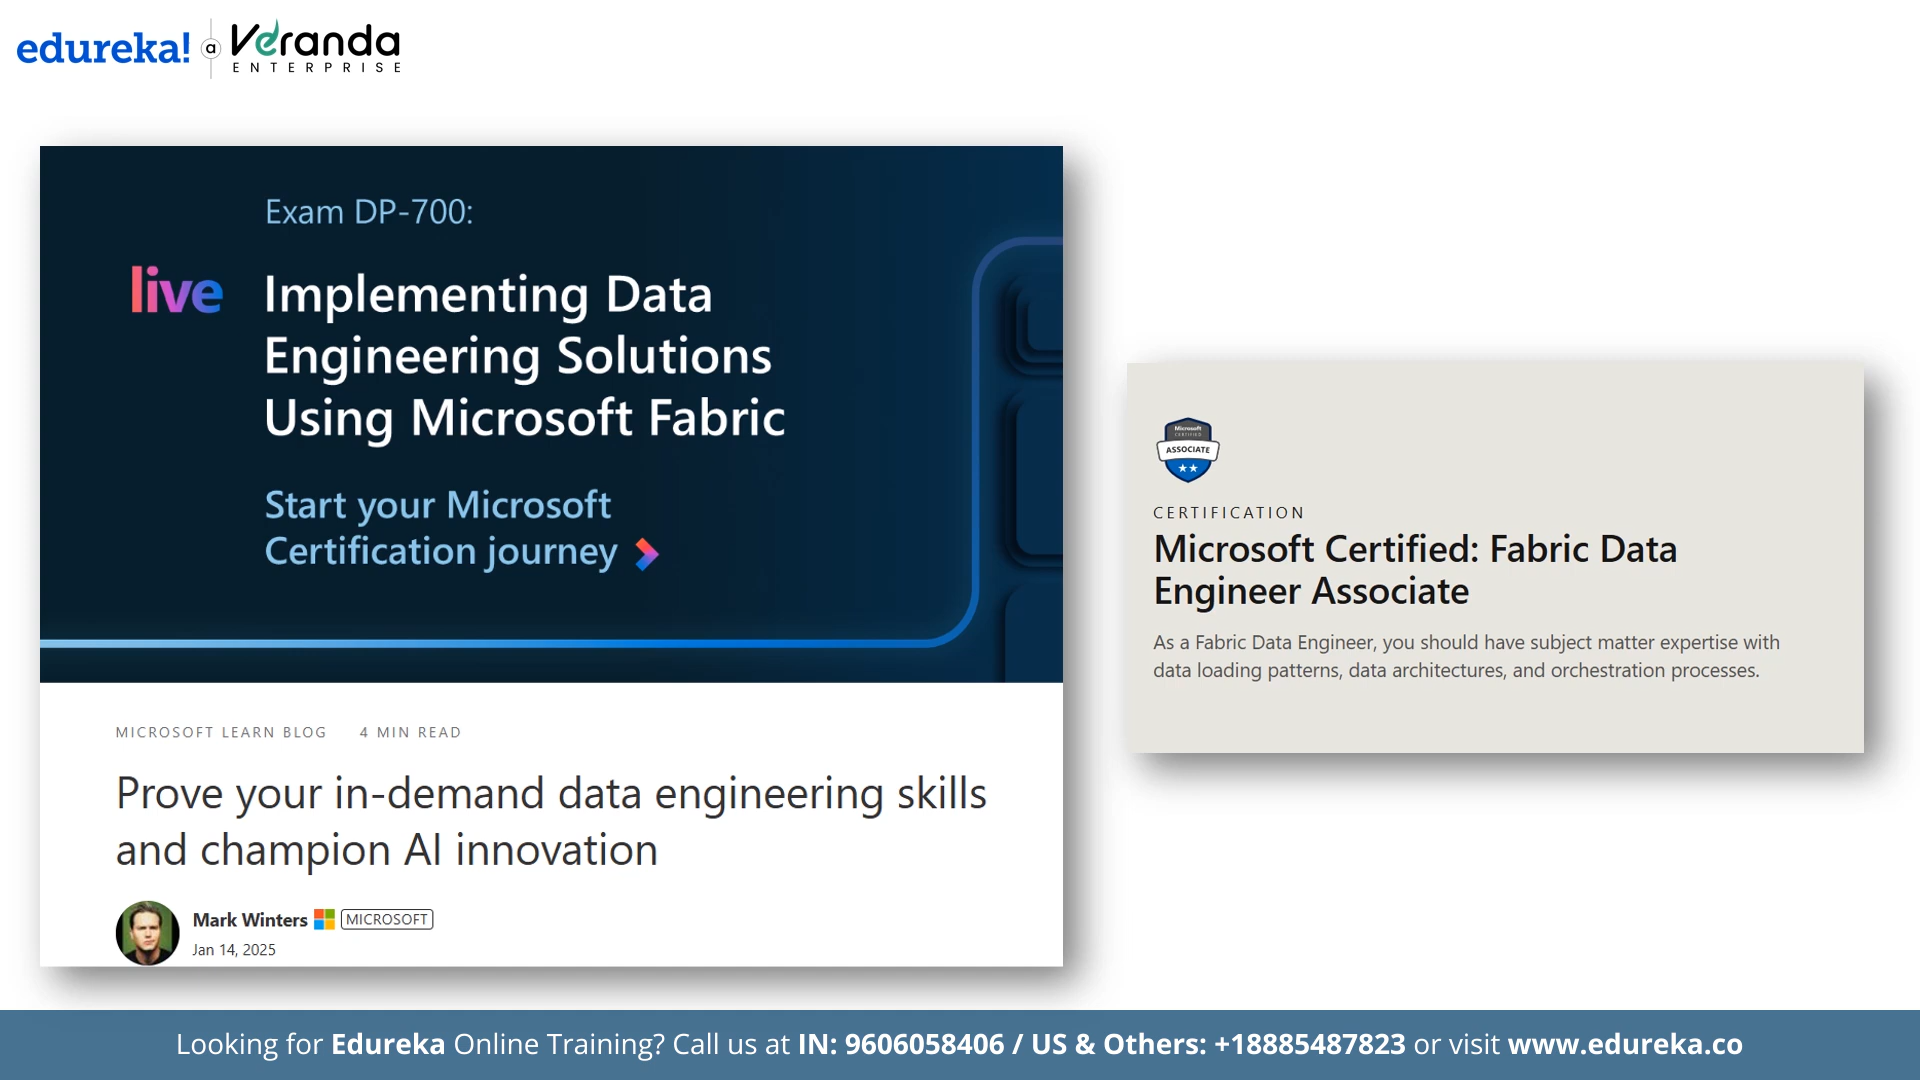 edureka! a Veranda
ENTERPRISE
Exam DP-700:
live
Implementing Data
Engineering Solutions
Using Microsoft Fabric
Start your Microsoft
Certification journey
MICROSOFT LEARN BLOG 4 MIN READ
Prove your in-demand data engineering skills
and champion AI innovation
Mark Winters MICROSOFT
Jan 14, 2025
Microsoft
CERTIFIED
ASSOCIATE
CERTIFICATION
Microsoft Certified: Fabric Data
Engineer Associate
As a Fabric Data Engineer, you should have subject matter expertise with
data loading patterns, data architectures, and orchestration processes.
Looking for Edureka Online Training? Call us at IN: 9606058406 / US & Others: +18885487823 or visit www.edureka.co